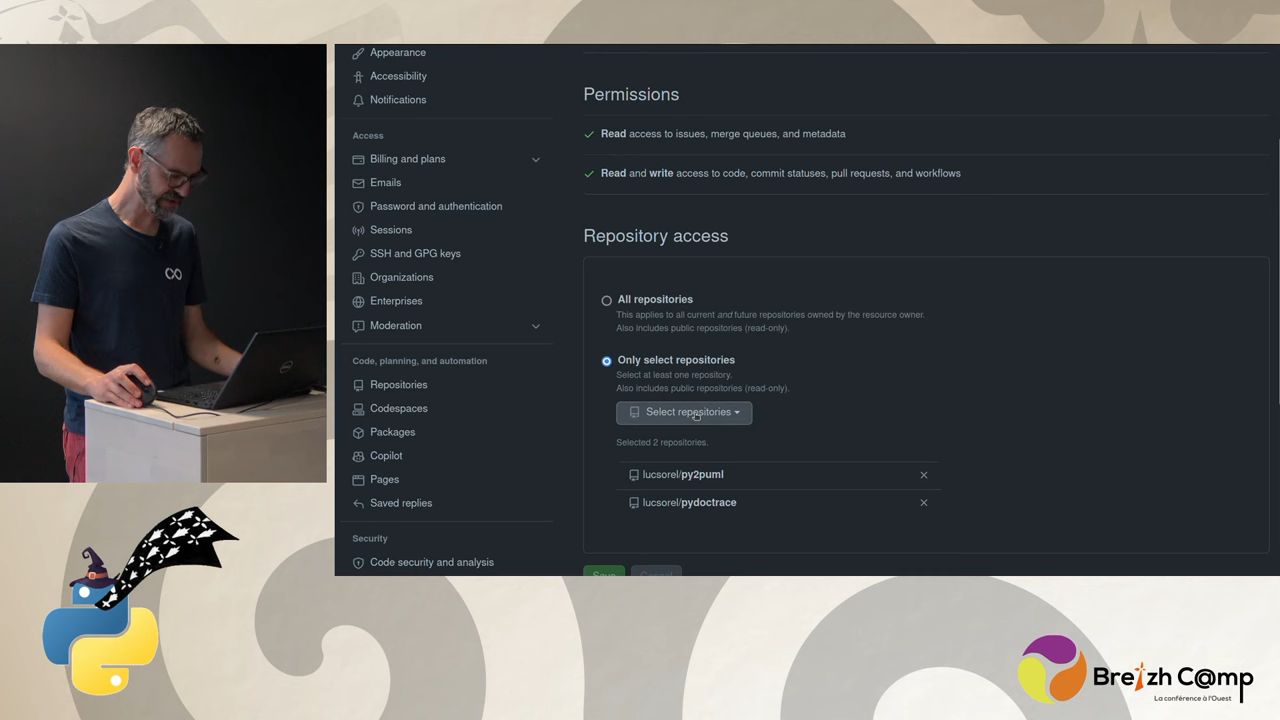 Appearance
Accessibility
Notifications
Access
Billing and plans
Emails
Password and authentication
Sessions
SSH and GPG keys
Organizations
Enterprises
Moderation
Code, planning, and automation
Repositories
Codespaces
Packages
Copilot
Pages
Saved replies
Security
Code security and analysis
Permissions
Read access to issues, merge queues, and metadata
Read and write access to code, commit statuses, pull requests, and workflows
Repository access
All repositories
This applies to all current and future repositories owned by the resource owner.
Also includes public repositories (read-only).
Only select repositories
Select at least one repository.
Also includes public repositories (read-only).
Select repositories
Selected 2 repositories.
lucsorel/py2puml
lucsorel/pydoctrace
Save
Cancel
Breizh C@mp
La conférence à l'Ouest